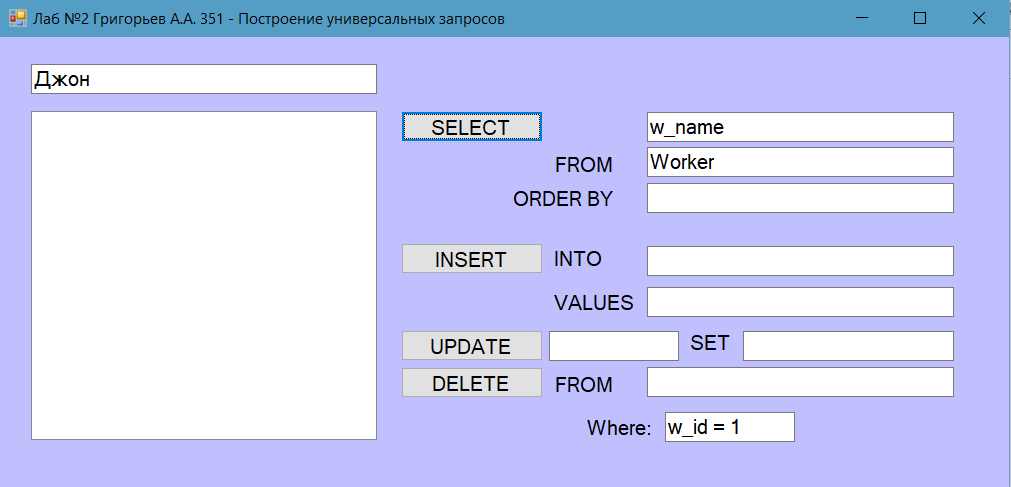 Лаб №2 Григорьев А.А. 351 - Построение универсальных запросов
Джон
SELECT w_name
FROM Worker
ORDER BY
INSERT INTO
VALUES
UPDATE SET
DELETE FROM
Where: w_id = 1